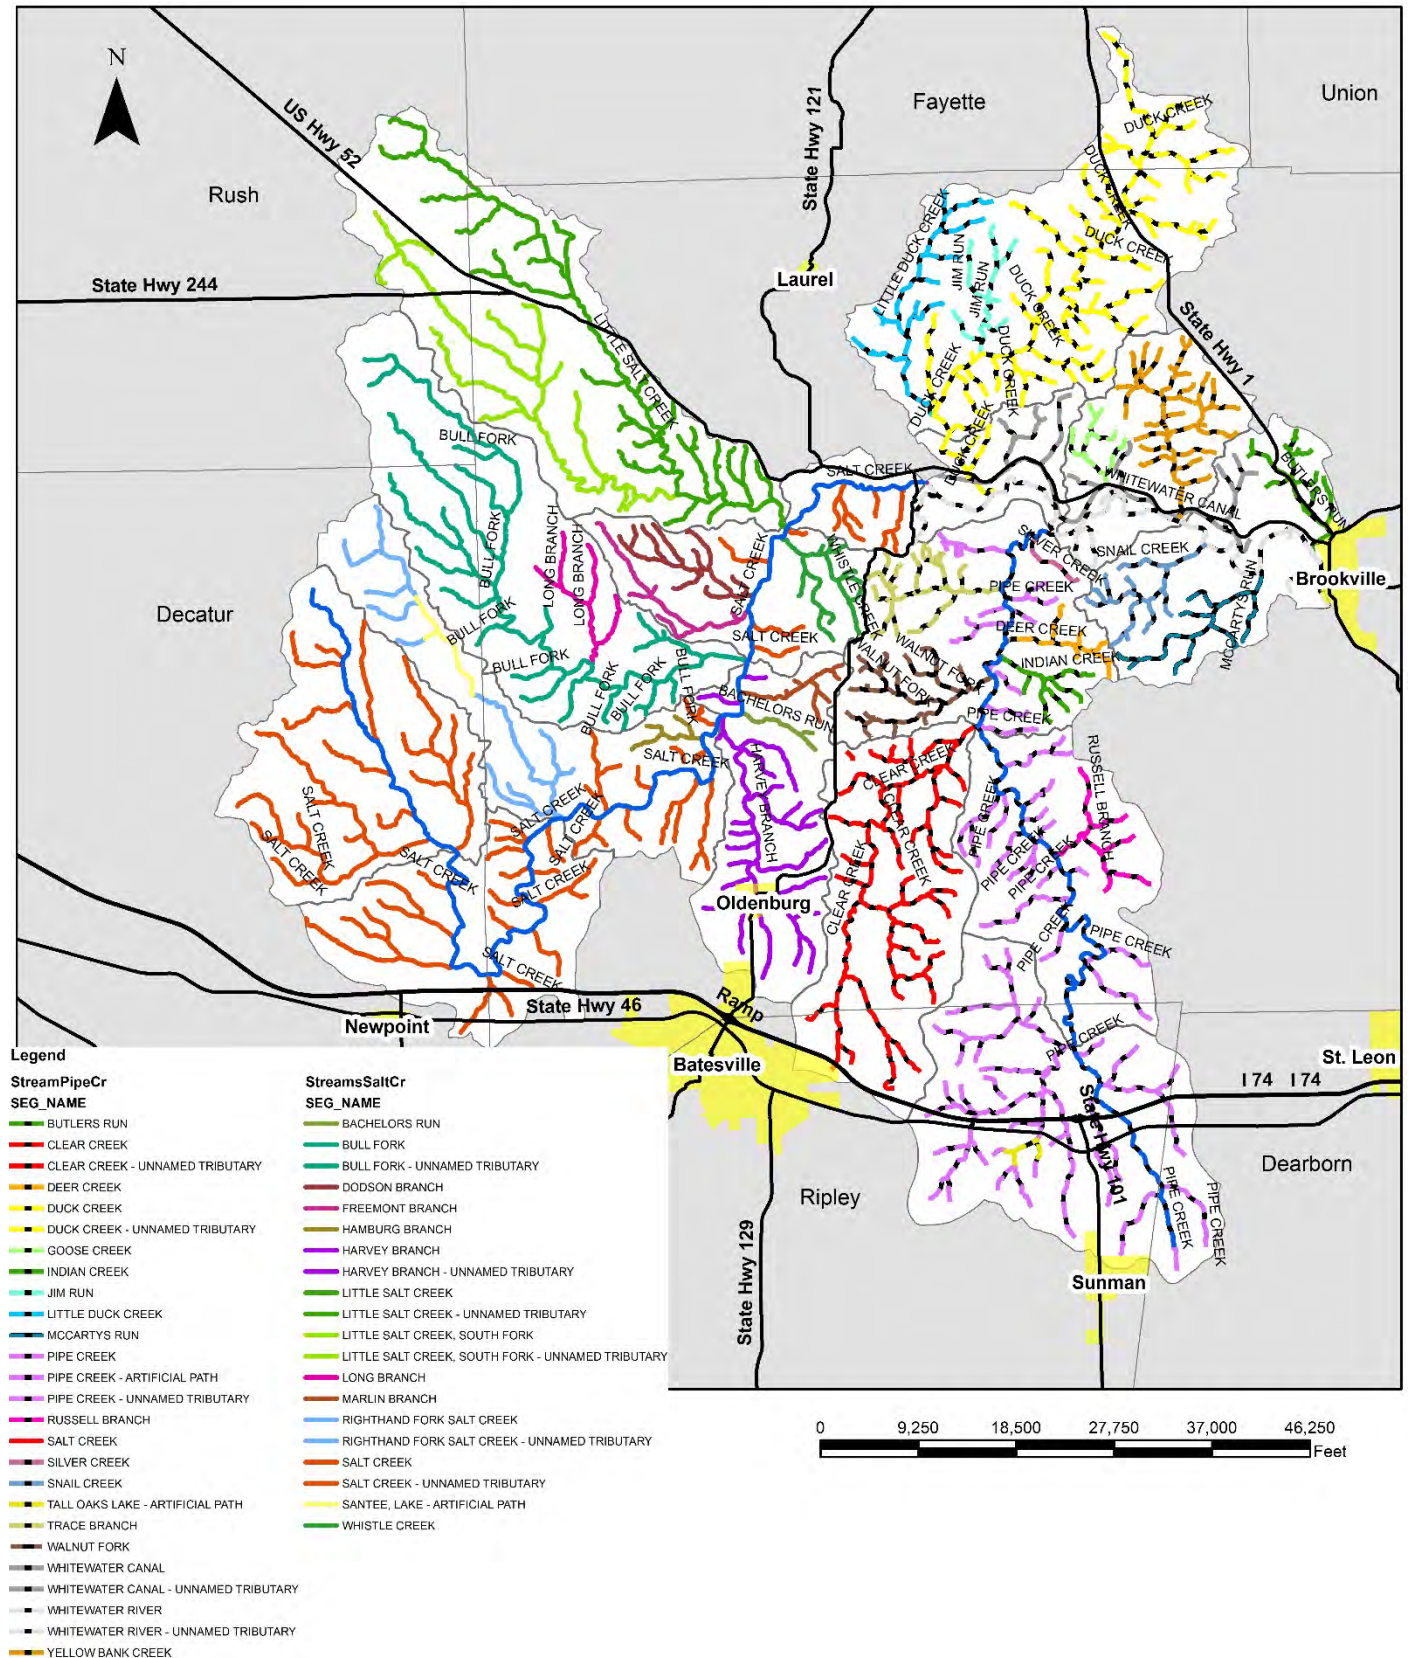 N
US Hwy 52
State Hwy 121
Fayette
Union
Rush
DUCK CREEK
DUCK CREEK
DUCK CREEK
LITTLE DUCK CREEK
JIM RUN
JIM RUN
DUCK CREEK
State Hwy 244
Laurel
State Hwy 1
LITTLE SALT CREEK
DUCK CREEK
DUCK CREEK
DUCK CREEK
BULL FORK
SALT CREEK
WHITEWATER CANAL
BUTLERS RUN
BULL FORK
LONG BRANCH
LONG BRANCH
SALT CREEK
WHISTLE CREEK
SILVER CREEK
SNAIL CREEK
PIPE CREEK
Brookville
Decatur
BULL FORK
SALT CREEK
DEER CREEK
MCCARTYS RUN
WALNUT FORK
WALNUT FORK
INDIAN CREEK
BULL FORK
BULL FORK
BULL FORK
BULL FORK
BACHELORS RUN
PIPE CREEK
SALT CREEK
HARVEY BRANCH
CLEAR CREEK
CLEAR CREEK
RUSSELL BRANCH
PIPE CREEK
SALT CREEK
SALT CREEK
SALT CREEK
SALT CREEK
SALT CREEK
SALT CREEK
CLEAR CREEK
PIPE CREEK
PIPE CREEK
Oldenburg
PIPE CREEK
PIPE CREEK
SALT CREEK
State Hwy 46
Ramp
Newpoint
PIPE CREEK
Batesville
St. Leon
I 74 I 74
State Hwy 101
Dearborn
Ripley
PIPE CREEK
PIPE CREEK
State Hwy 129
Sunman
Legend
StreamPipeCr
SEG_NAME
BUTLERS RUN
CLEAR CREEK
CLEAR CREEK - UNNAMED TRIBUTARY
DEER CREEK
DUCK CREEK
DUCK CREEK - UNNAMED TRIBUTARY
GOOSE CREEK
INDIAN CREEK
JIM RUN
LITTLE DUCK CREEK
MCCARTYS RUN
PIPE CREEK
PIPE CREEK - ARTIFICIAL PATH
PIPE CREEK - UNNAMED TRIBUTARY
RUSSELL BRANCH
SALT CREEK
SILVER CREEK
SNAIL CREEK
TALL OAKS LAKE - ARTIFICIAL PATH
TRACE BRANCH
WALNUT FORK
WHITEWATER CANAL
WHITEWATER CANAL - UNNAMED TRIBUTARY
WHITEWATER RIVER
WHITEWATER RIVER - UNNAMED TRIBUTARY
YELLOW BANK CREEK
StreamsSaltCr
SEG_NAME
BACHELORS RUN
BULL FORK
BULL FORK - UNNAMED TRIBUTARY
DODSON BRANCH
FREEMONT BRANCH
HAMBURG BRANCH
HARVEY BRANCH
HARVEY BRANCH - UNNAMED TRIBUTARY
LITTLE SALT CREEK
LITTLE SALT CREEK - UNNAMED TRIBUTARY
LITTLE SALT CREEK, SOUTH FORK
LITTLE SALT CREEK, SOUTH FORK - UNNAMED TRIBUTARY
LONG BRANCH
MARLIN BRANCH
RIGHTHAND FORK SALT CREEK
RIGHTHAND FORK SALT CREEK - UNNAMED TRIBUTARY
SALT CREEK
SALT CREEK - UNNAMED TRIBUTARY
SANTEE, LAKE - ARTIFICIAL PATH
WHISTLE CREEK
0 9,250 18,500 27,750 37,000 46,250
Feet